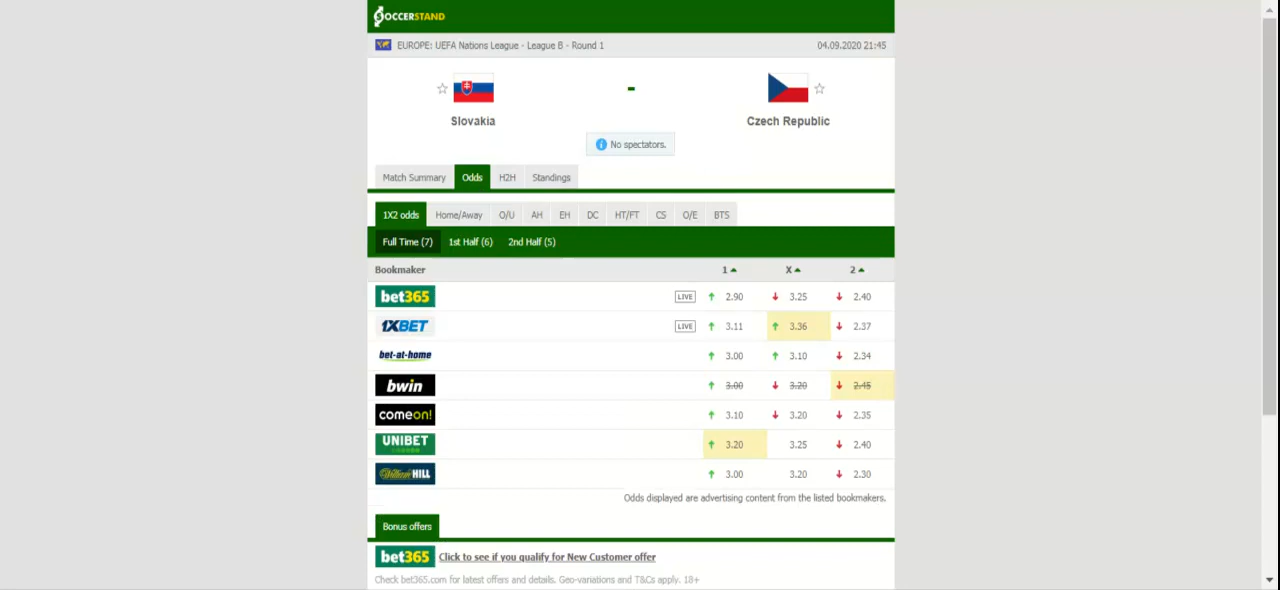 SOCCERSTAND
EUROPE: UEFA Nations League - League B - Round 1 04.09.2020 21:45
-
Slovakia Czech Republic
No spectators.
Match Summary Odds H2H Standings
1X2 odds Home/Away O/U AH EH DC HT/FT CS O/E BTS
Full Time (7) 1st Half (6) 2nd Half (5)
Bookmaker 1 X 2
bet365 LIVE 2.90 3.25 2.40
1XBET LIVE 3.11 3.36 2.37
bet-at-home 3.00 3.10 2.34
bwin 3.00 3.20 2.45
comeon! 3.10 3.20 2.35
UNIBET 3.20 3.25 2.40
William HILL 3.00 3.20 2.30
Odds displayed are advertising content from the listed bookmakers.
Bonus offers
bet365 Click to see if you qualify for New Customer offer
Check bet365.com for latest offers and details. Geo-variations and T&Cs apply. 18+